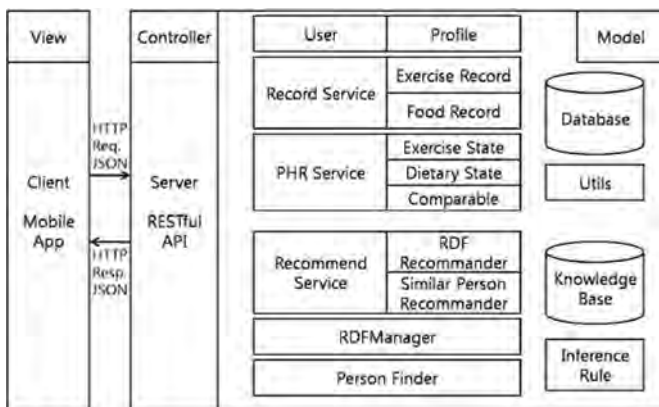 View
Controller
User
Profile
Model
Record Service
Exercise Record
Food Record
Database
HTTP
Req.
JSON
PHR Service
Exercise State
Dietary State
Comparable
Utils
Client
Mobile
App
Server
RESTful
API
HTTP
Resp.
JSON
Recommend
Service
RDF
Recommander
Similar Person
Recommander
Knowledge
Base
RDFManager
Person Finder
Inference
Rule